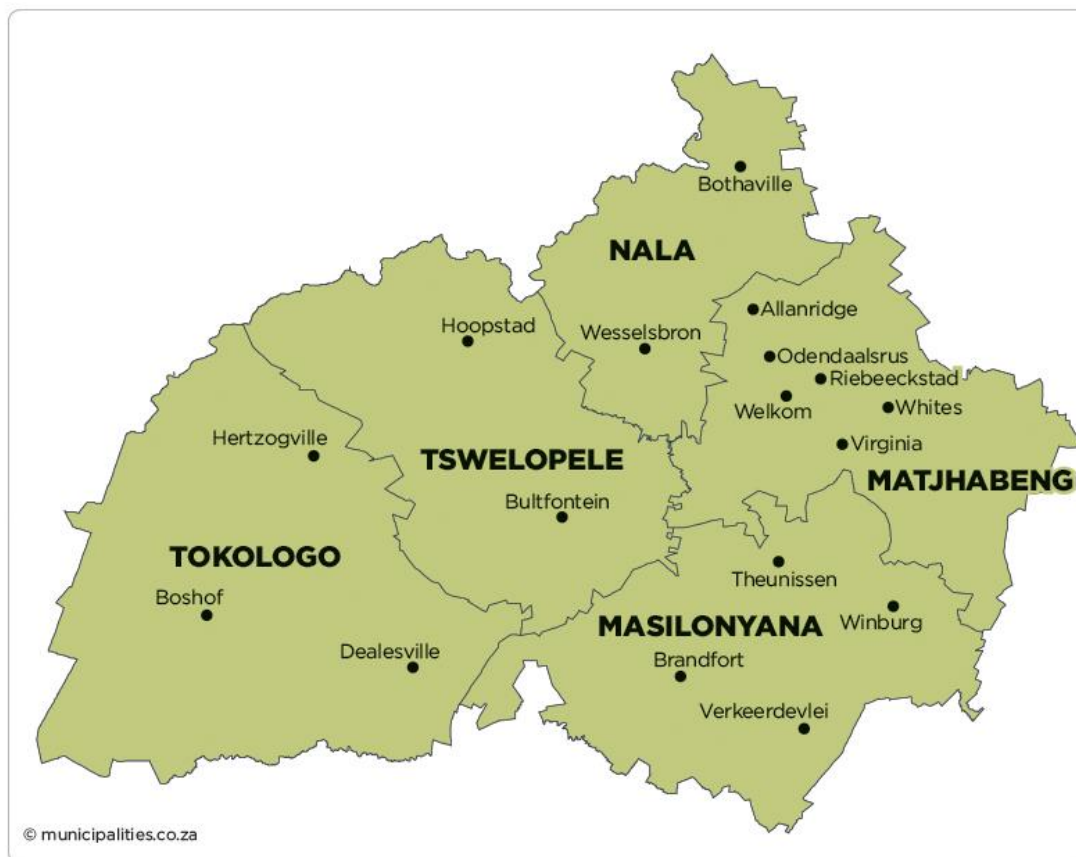 Bothaville
NALA
Allanridge
Hoopstad
Wesselsbron
Odendaalsrus
Riebeeckstad
Welkom
Whites
Hertzogville
Virginia
TSWELOPELE
MATJHABENG
Bultfontein
TOKOLOGO
Theunissen
Boshof
Winburg
MASILONYANA
Dealesville
Brandfort
Verkeerdevlei
© municipalities.co.za